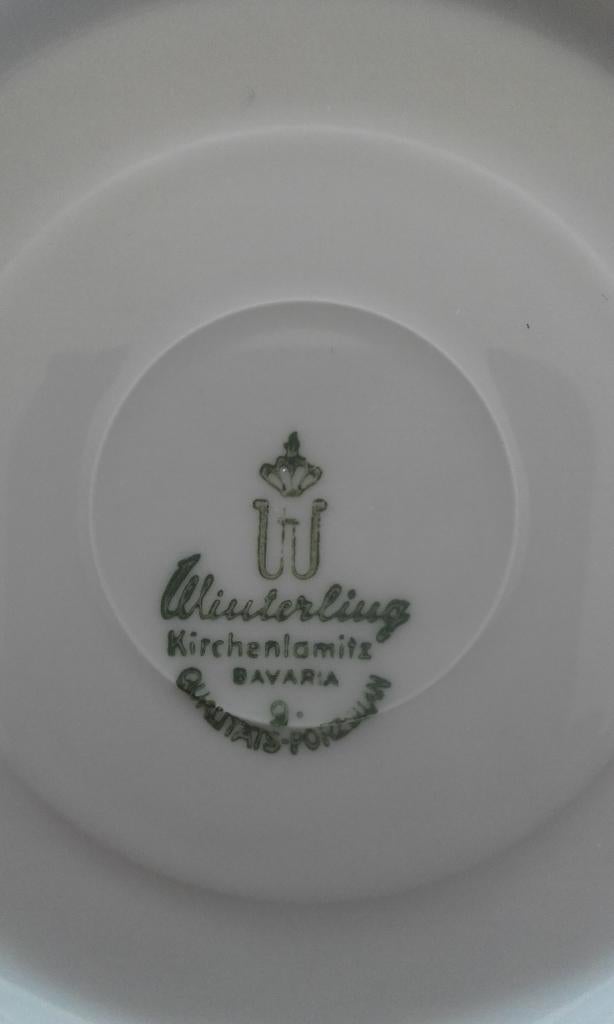 W
Winterling
Kirchenlamitz
BAVARIA
9.
QUALITÄTS-PORZELLAN